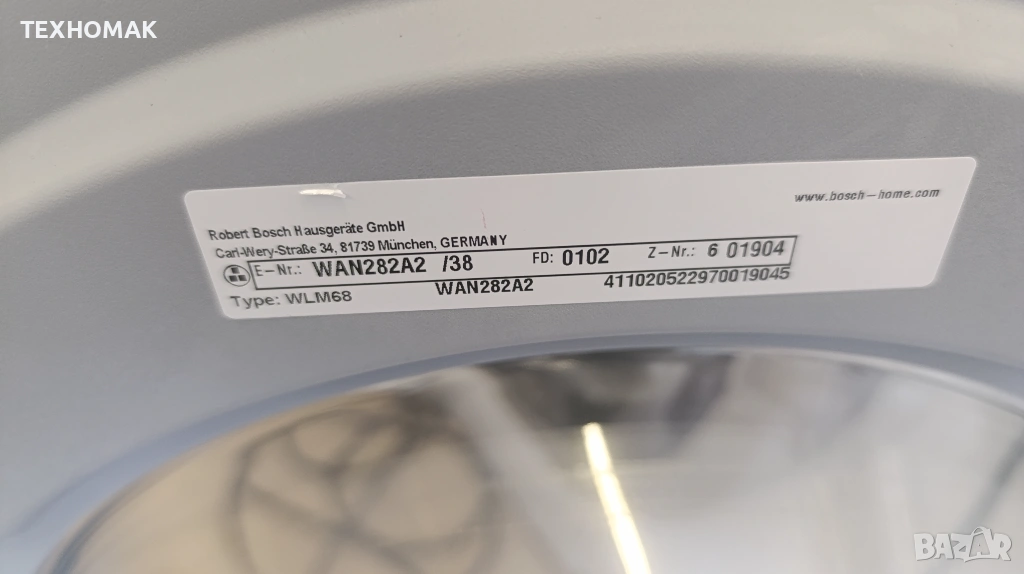 ТЕХНОМАК
www.bosch-home.com
Robert Bosch Hausgeräte GmbH
Carl-Wery-Straße 34, 81739 München, GERMANY
E-Nr.: WAN282A2 /38 FD: 0102 Z-Nr.: 6 01904
Type: WLM68 WAN282A2 411020522970019045
BAZAR